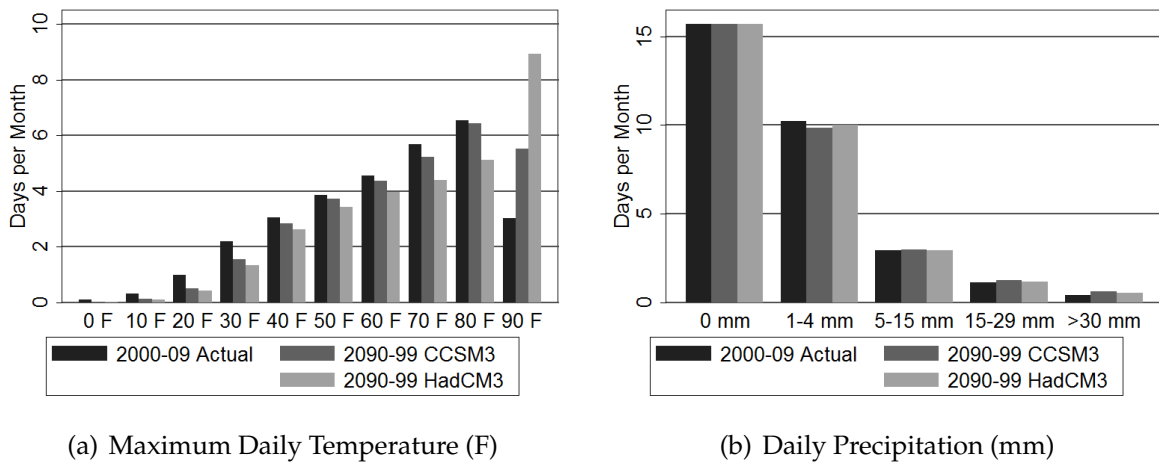 10
8
6
4
2
0
Days per Month
0 F 10 F 20 F 30 F 40 F 50 F 60 F 70 F 80 F 90 F
2000-09 Actual
2090-99 CCSM3
2090-99 HadCM3
(a) Maximum Daily Temperature (F)
15
10
5
0
Days per Month
0 mm 1-4 mm 5-15 mm 15-29 mm >30 mm
2000-09 Actual
2090-99 CCSM3
2090-99 HadCM3
(b) Daily Precipitation (mm)